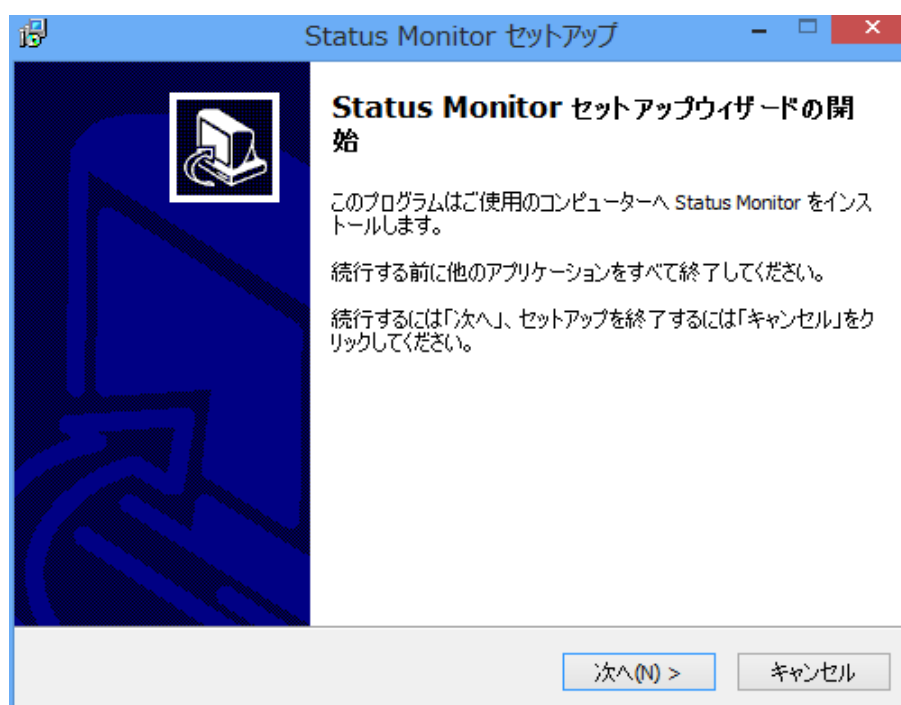 Status Monitor セットアップ
Status Monitor セットアップウィザードの開
始
このプログラムはご使用のコンピューターへ Status Monitor をインス
トールします。
続行する前に他のアプリケーションをすべて終了してください。
続行するには「次へ」、セットアップを終了するには「キャンセル」をク
リックしてください。
次へ(N) >
キャンセル